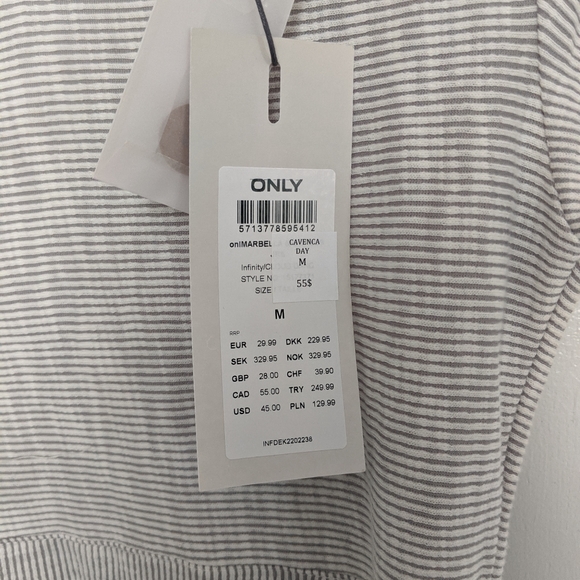 ONLY
5713778595412
onlMARBEL
CAVENCA
DAY
M
55$
Infinity/Cl
STYLE N
SIZE
M
RRP
EUR 29.99 DKK 229.95
SEK 329.95 NOK 329.95
GBP 28.00 CHF 39.90
CAD 55.00 TRY 249.99
USD 45.00 PLN 129.99
INFDEK2202238